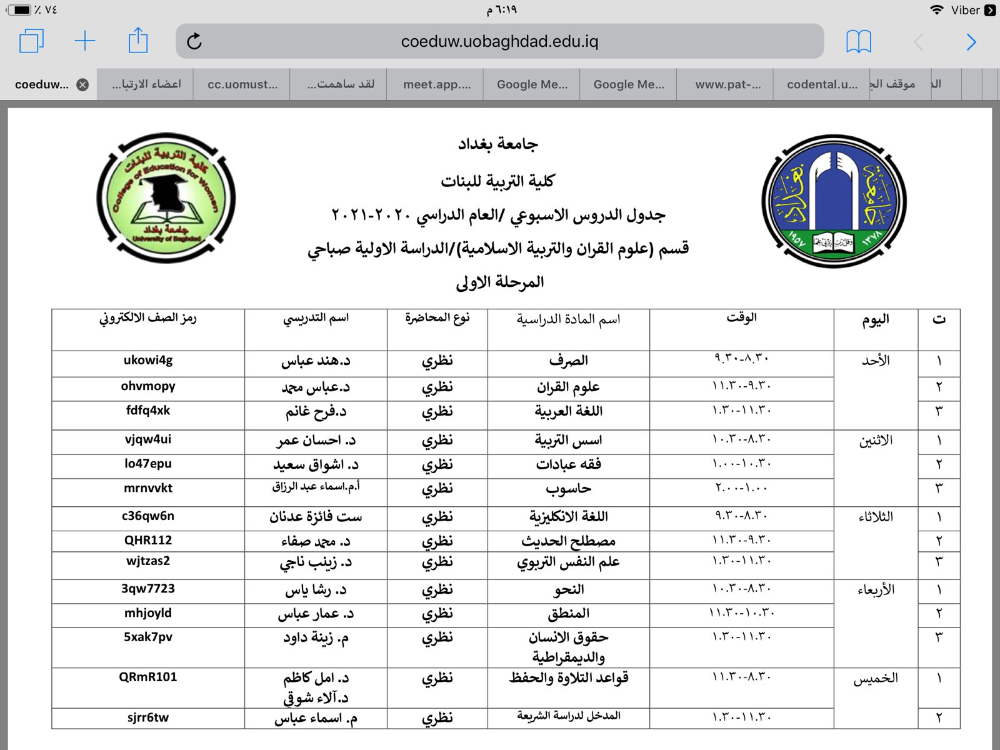 ٪ ٧٤
٦:١٩ م
Viber
coeduw.uobaghdad.edu.iq
coeduw...
اعضاء الارتبا...
cc.uomust...
لقد ساهمت...
meet.app....
Google Me...
Google Me...
www.pat-...
codental.u...
موقف الج
الد
كلية التربية للبنات
College of Education for Women
جامعة بغداد
University of Baghdad
جامعة بغداد
١٩٥٧
وقل رب زدني علما
١٣٧٨
جامعة بغداد
كلية التربية للبنات
جدول الدروس الاسبوعي /العام الدراسي ٢٠٢٠-٢٠٢١
قسم (علوم القران والتربية الاسلامية)/الدراسة الاولية صباحي
المرحلة الاولى
ت اليوم الوقت اسم المادة الدراسية نوع المحاضرة اسم التدريسي رمز الصف الالكتروني
١ الأحد ٨.٣٠-٩.٣٠ الصرف نظري د.هند عباس ukowi4g
٢ ٩.٣٠-١١.٣٠ علوم القران نظري د.عباس محمد ohvmopy
٣ ١١.٣٠-١.٣٠ اللغة العربية نظري د.فرح غانم fdfq4xk
١ الاثنين ٨.٣٠-١٠.٣٠ اسس التربية نظري د. احسان عمر vjqw4ui
٢ ١٠.٣٠-١.٠٠ فقه عبادات نظري د. اشواق سعيد lo47epu
٣ ١.٠٠-٢.٠٠ حاسوب نظري أ.م.اسماء عبد الرزاق mrnvvkt
١ الثلاثاء ٨.٣٠-٩.٣٠ اللغة الانكليزية نظري ست فائزة عدنان c36qw6n
٢ ٩.٣٠-١١.٣٠ مصطلح الحديث نظري د. محمد صفاء QHR112
٣ ١١.٣٠-١.٣٠ علم النفس التربوي نظري د. زينب ناجي wjtzas2
١ الأربعاء ٨.٣٠-١٠.٣٠ النحو نظري د. رشا ياس 3qw7723
٢ ١٠.٣٠-١١.٣٠ المنطق نظري د. عمار عباس mhjoyld
٣ ١١.٣٠-١.٣٠ حقوق الانسان نظري م. زينة داود 5xak7pv
والديمقراطية
١ الخميس ٨.٣٠-١١.٣٠ قواعد التلاوة والحفظ نظري د. امل كاظم QRmR101
د.آلاء شوقي
٢ ١١.٣٠-١.٣٠ المدخل لدراسة الشريعة نظري م. اسماء عباس sjrr6tw